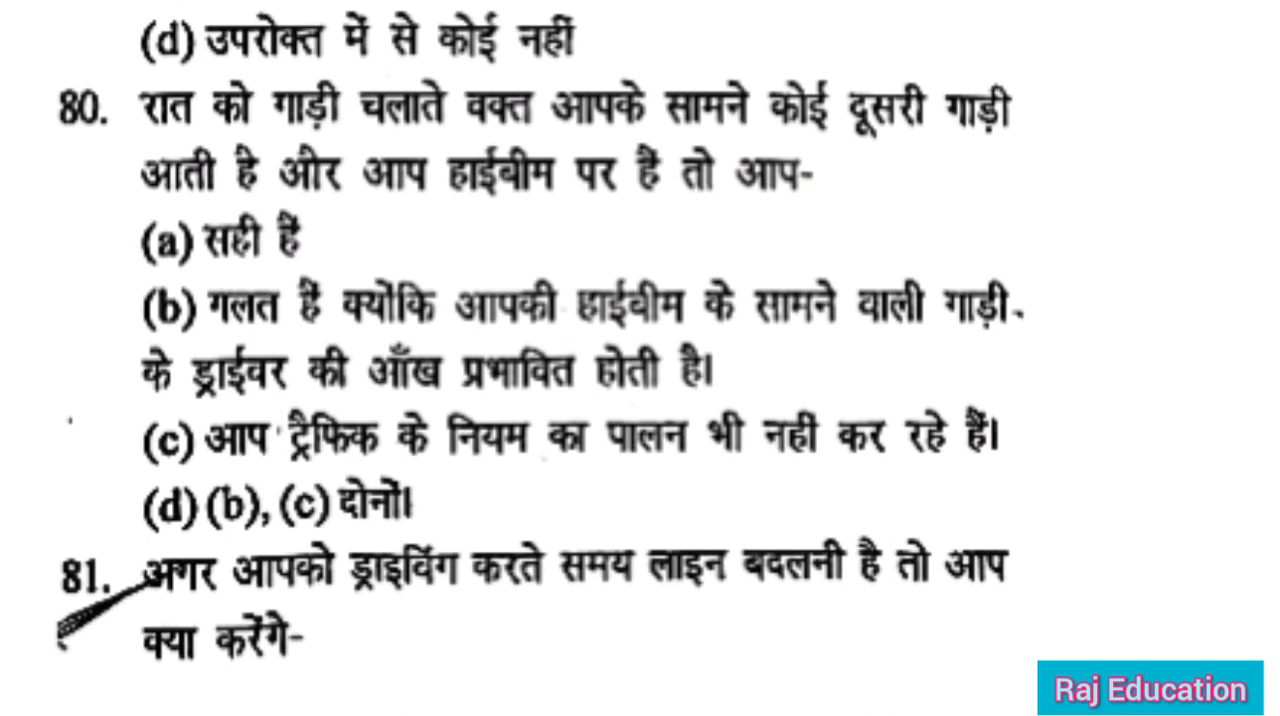 (d) उपरोक्त में से कोई नहीं
80. रात को गाड़ी चलाते वक्त आपके सामने कोई दूसरी गाड़ी
आती है और आप हाईबीम पर हैं तो आप-
(a) सही हैं
(b) गलत हैं क्योंकि आपकी हाईबीम के सामने वाली गाड़ी
के ड्राईवर की आँख प्रभावित होती है।
(c) आप ट्रैफिक के नियम का पालन भी नहीं कर रहे हैं।
(d) (b), (c) दोनों।
81. अगर आपको ड्राइविंग करते समय लाइन बदलनी है तो आप
क्या करेंगे-
Raj Education